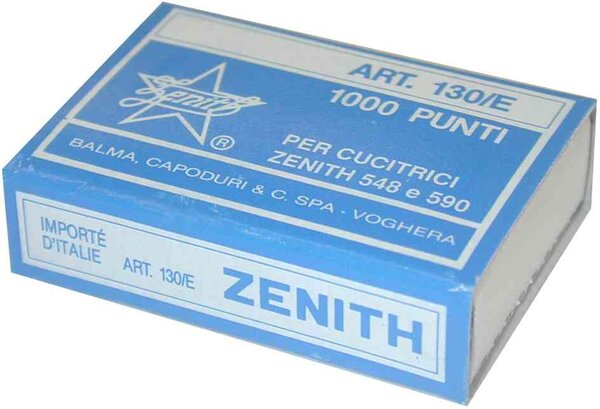 ART. 130/E
1000 PUNTI
Zenith
®
PER CUCITRICI
ZENITH 548 e 590
BALMA, CAPODURI & C. SPA - VOGHERA
IMPORTÉ
D'ITALIE
ART. 130/E
ZENITH